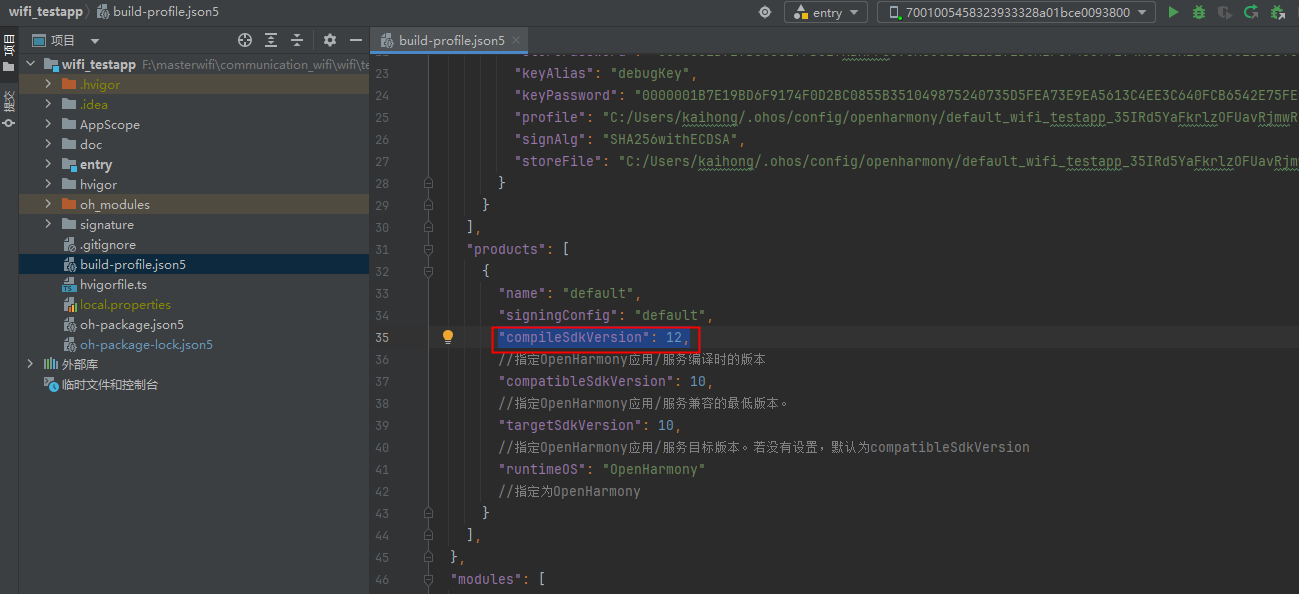 wifi_testapp › build-profile.json5
entry
7001005458323933328a01bce0093800
项目
项目
提交
wifi_testapp F:\masterwifi\communication_wifi\wifi\te
.hvigor
.idea
AppScope
doc
entry
hvigor
oh_modules
signature
.gitignore
build-profile.json5
hvigorfile.ts
local.properties
oh-package.json5
oh-package-lock.json5
外部库
临时文件和控制台
build-profile.json5
23 "keyAlias": "debugKey",
24 "keyPassword": "0000001B7E19BD6F9174F0D2BC0855B351049875240735D5FEA73E9EA5613C4EE3C640FCB6542E75FE
25 "profile": "C:/Users/kaihong/.ohos/config/openharmony/default_wifi_testapp_35IRd5YaFkrlzOFUavRjmwR
26 "signAlg": "SHA256withECDSA",
27 "storeFile": "C:/Users/kaihong/.ohos/config/openharmony/default_wifi_testapp_35IRd5YaFkrlzOFUavRjm
28 }
29 }
30 ],
31 "products": [
32 {
33 "name": "default",
34 "signingConfig": "default",
35 "compileSdkVersion": 12,
36 //指定OpenHarmony应用/服务编译时的版本
37 "compatibleSdkVersion": 10,
38 //指定OpenHarmony应用/服务兼容的最低版本。
39 "targetSdkVersion": 10,
40 //指定OpenHarmony应用/服务目标版本。若没有设置，默认为compatibleSdkVersion
41 "runtimeOS": "OpenHarmony"
42 //指定为OpenHarmony
43 }
44 ],
45 },
46 "modules": [